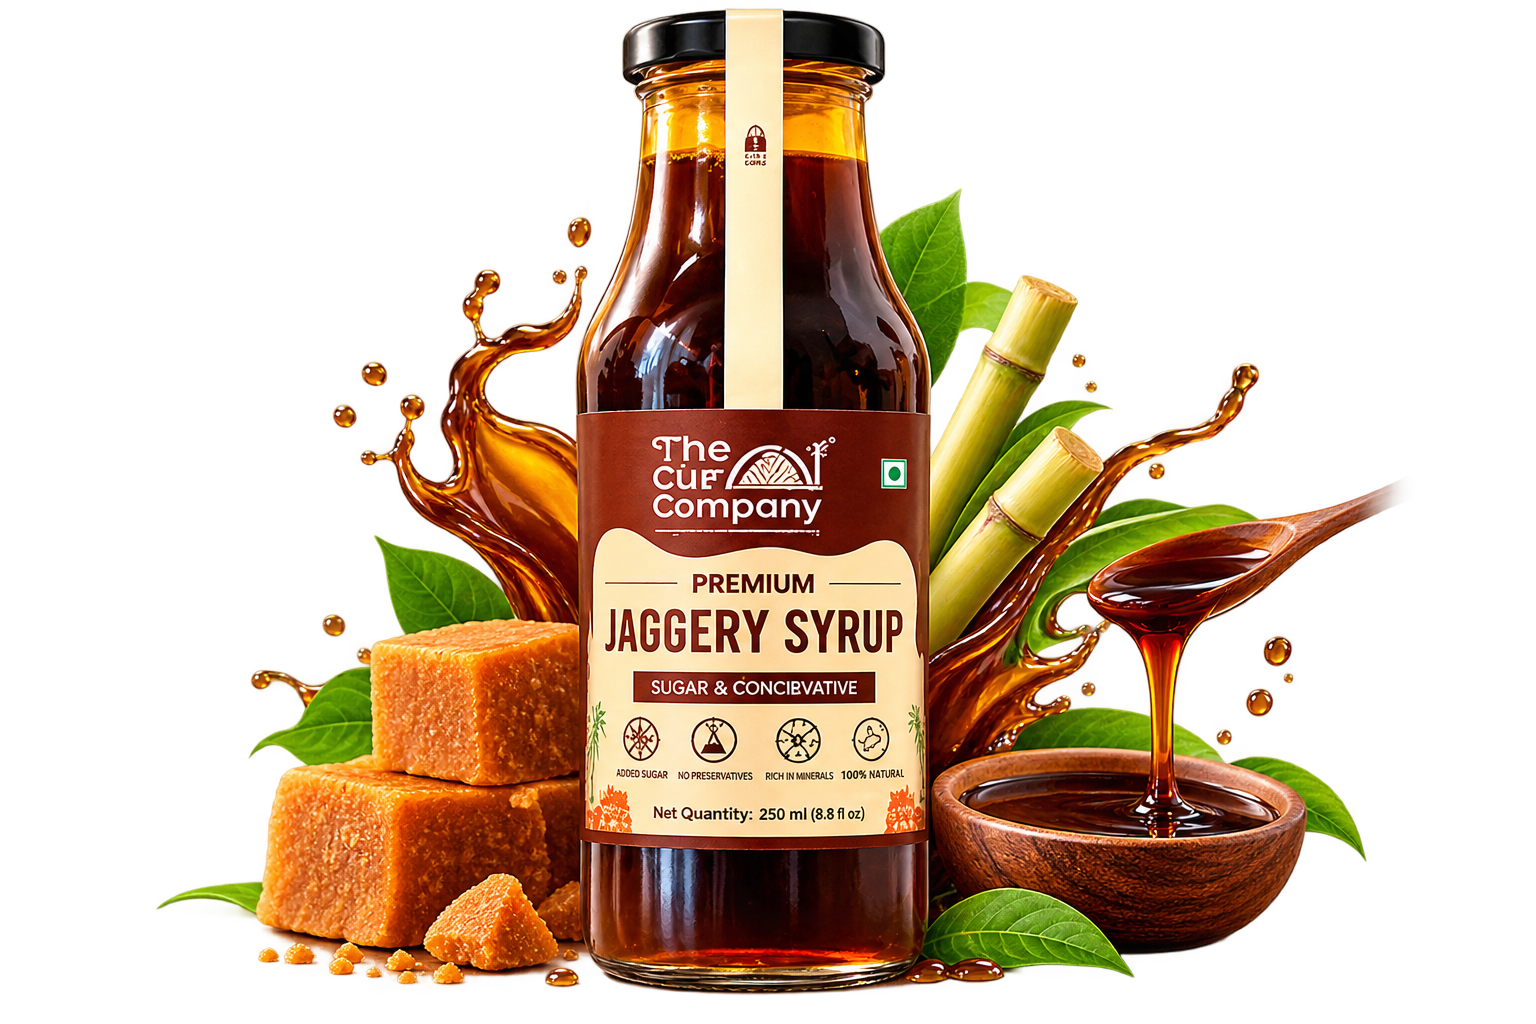 The
Company
PREMIUM
JAGGERY SYRUP
SUGAR & CONCIBVATIVE
ADDED SUGAR NO PRESERVATIVES RICH IN MINERALS 100% NATURAL
Net Quantity: 250 ml (8.8 fl oz)